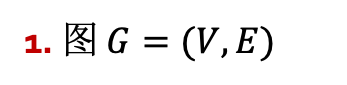 1. 图 G = (V, E)